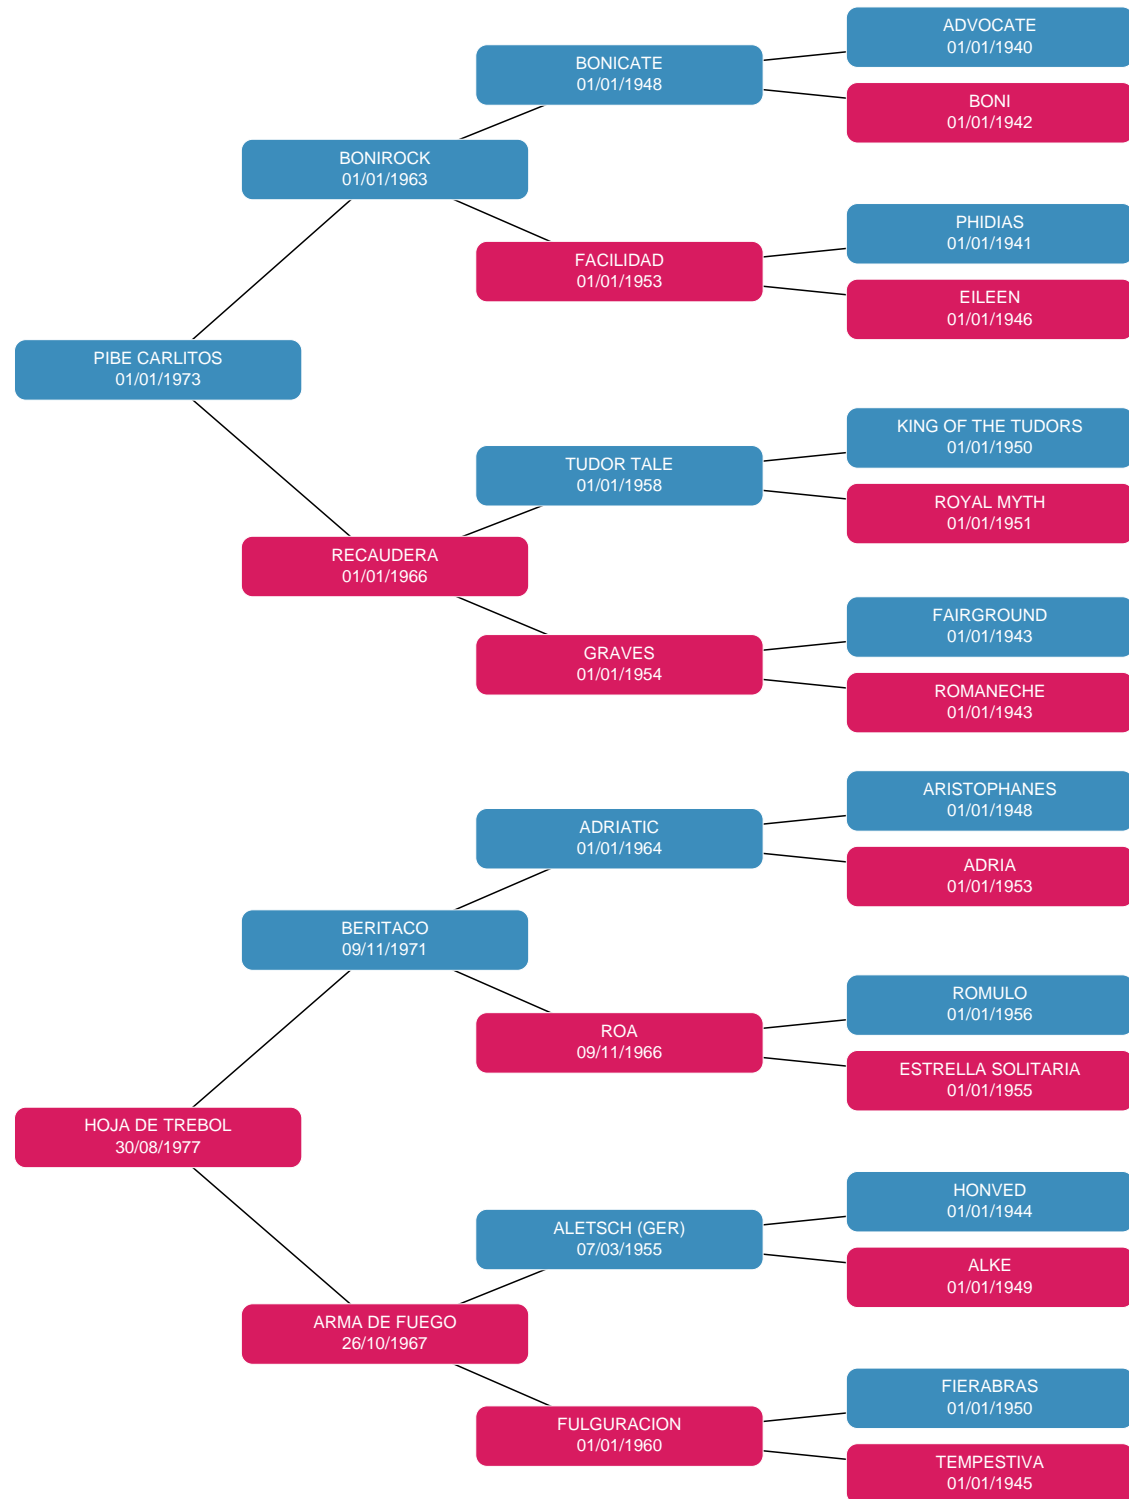 ADVOCATE
01/01/1940
BONICATE
01/01/1948
BONI
01/01/1942
BONIROCK
01/01/1963
PHIDIAS
01/01/1941
FACILIDAD
01/01/1953
EILEEN
01/01/1946
PIBE CARLITOS
01/01/1973
KING OF THE TUDORS
01/01/1950
TUDOR TALE
01/01/1958
ROYAL MYTH
01/01/1951
RECAUDERA
01/01/1966
FAIRGROUND
01/01/1943
GRAVES
01/01/1954
ROMANECHE
01/01/1943
ARISTOPHANES
01/01/1948
ADRIATIC
01/01/1964
ADRIA
01/01/1953
BERITACO
09/11/1971
ROMULO
01/01/1956
ROA
09/11/1966
ESTRELLA SOLITARIA
01/01/1955
HOJA DE TREBOL
30/08/1977
HONVED
01/01/1944
ALETSCH (GER)
07/03/1955
ALKE
01/01/1949
ARMA DE FUEGO
26/10/1967
FIERABRAS
01/01/1950
FULGURACION
01/01/1960
TEMPESTIVA
01/01/1945